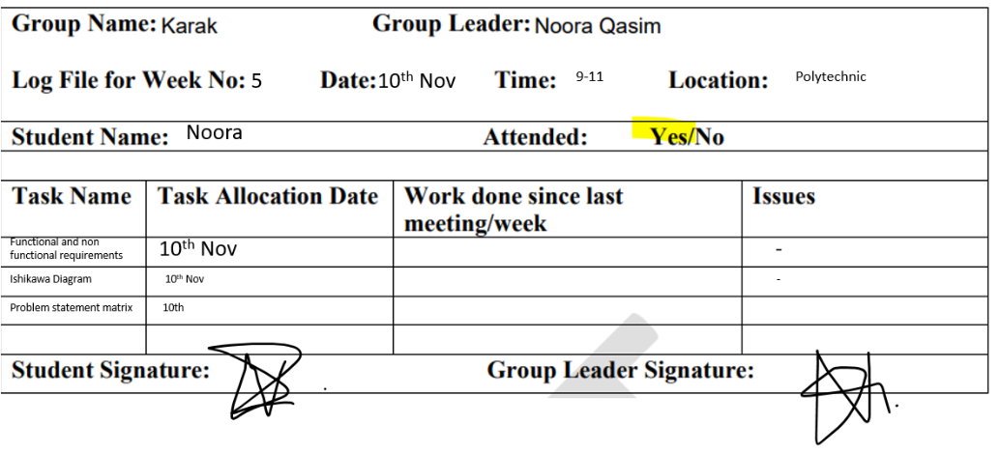 Group Name: Karak Group Leader: Noora Qasim
Log File for Week No: 5 Date:10th Nov Time: 9-11 Location: Polytechnic
Student Name: Noora Attended: Yes/No
Task Name Task Allocation Date Work done since last meeting/week Issues
Functional and non functional requirements 10th Nov -
Ishikawa Diagram 10th Nov -
Problem statement matrix 10th
Student Signature: Group Leader Signature: